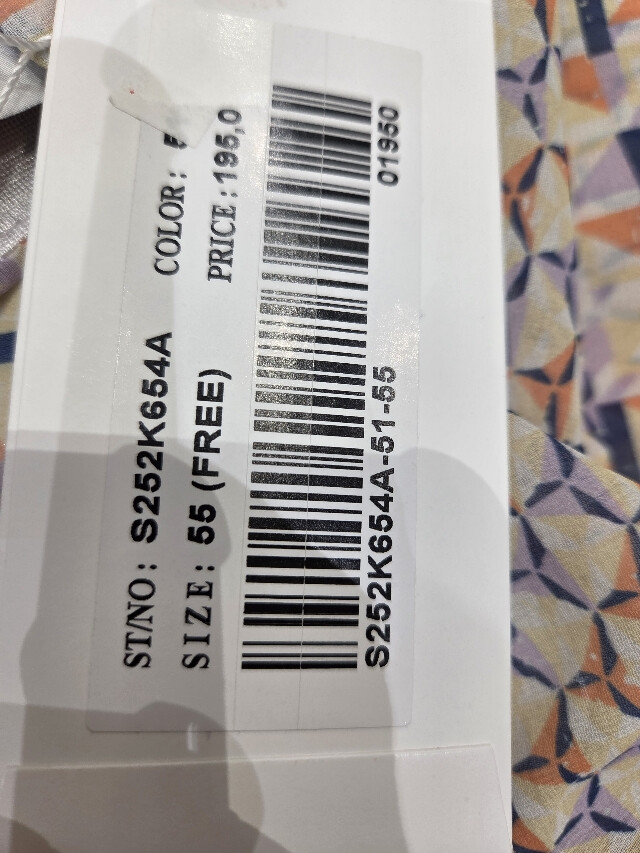 ST/NO: S252K654A COLOR:
SIZE: 55 (FREE) PRICE: 195,0
S252K654A-51-55 01950